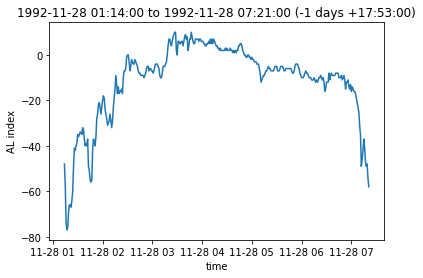 1992-11-28 01:14:00 to 1992-11-28 07:21:00 (-1 days +17:53:00)
0
−20
−40
−60
−80
AL index
11-28 01 11-28 02 11-28 03 11-28 04 11-28 05 11-28 06 11-28 07
time